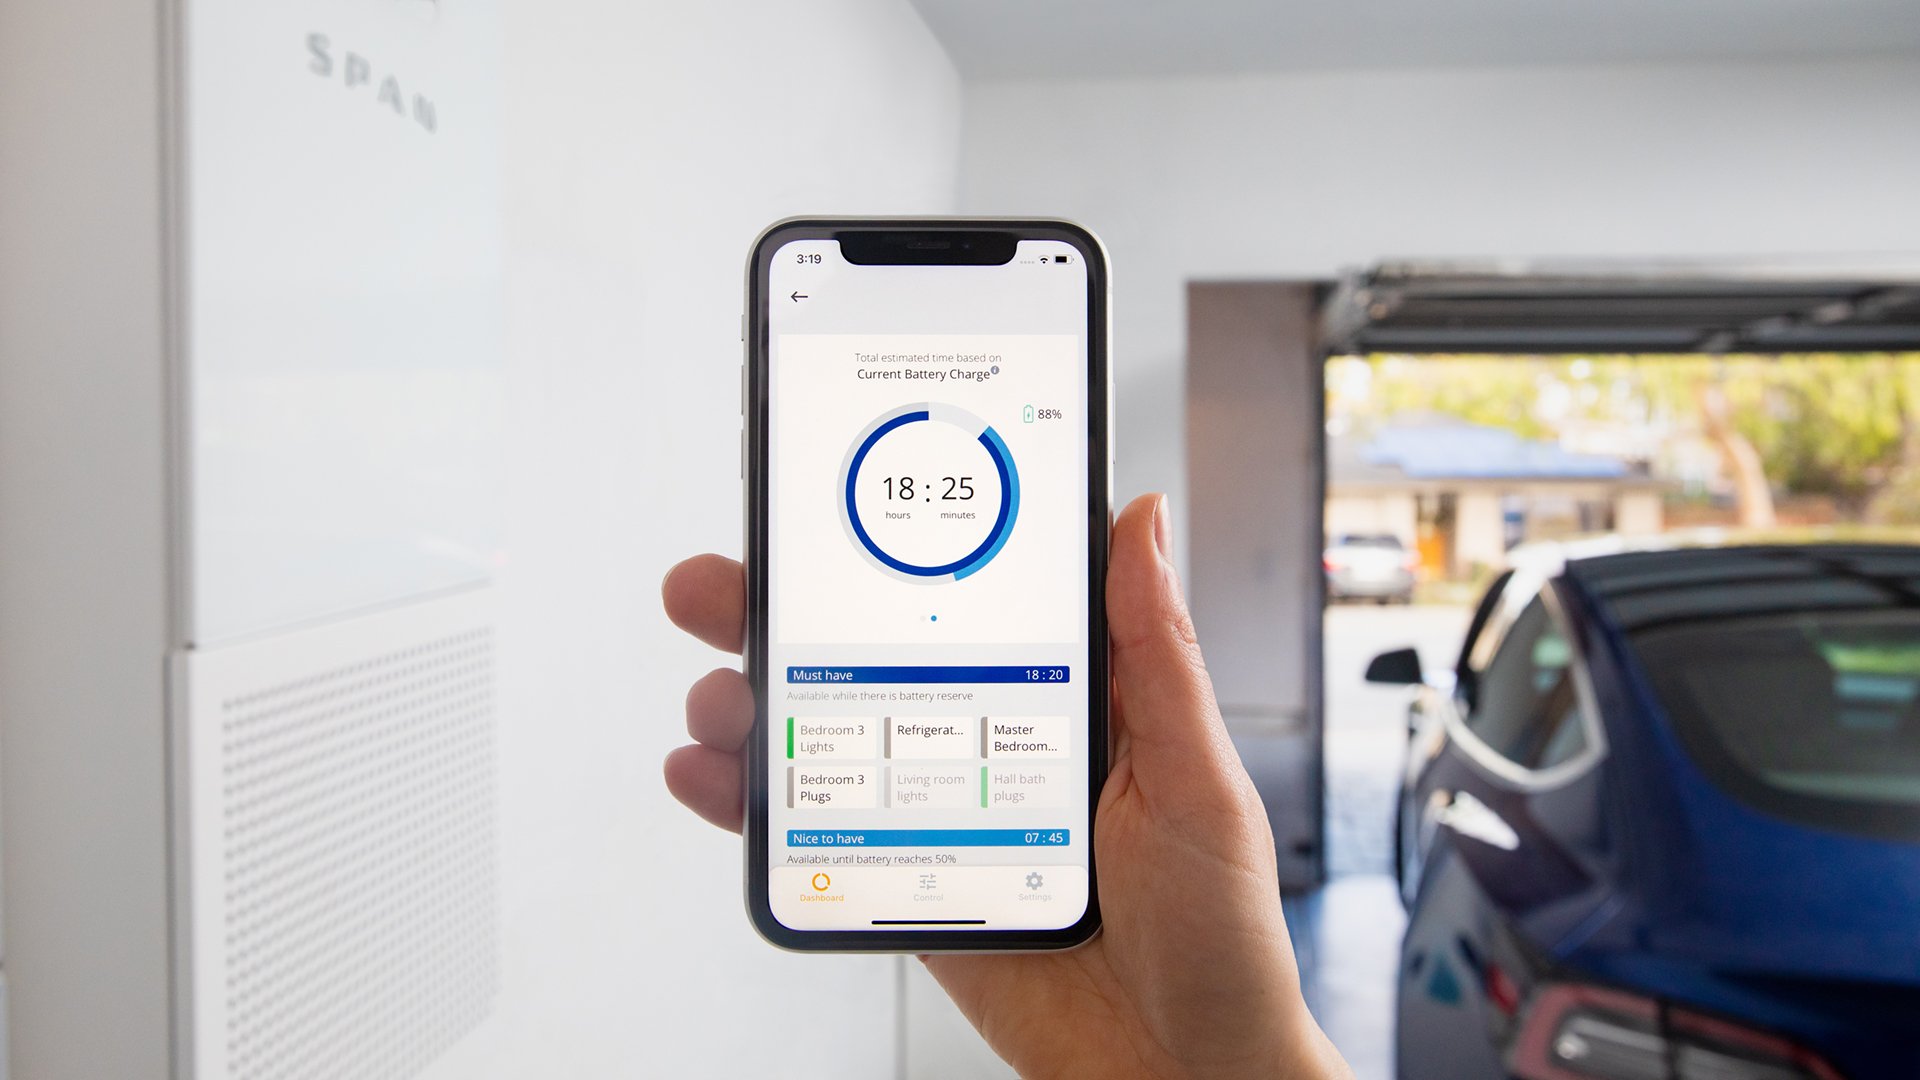 SPAN
3:19
Total estimated time based on
Current Battery Charge
88%
18 : 25
hours minutes
Must have 18 : 20
Available while there is battery reserve
Bedroom 3
Lights
Refrigerat...
Master
Bedroom...
Bedroom 3
Plugs
Living room
lights
Hall bath
plugs
Nice to have 07 : 45
Available until battery reaches 50%
Dashboard Control Settings